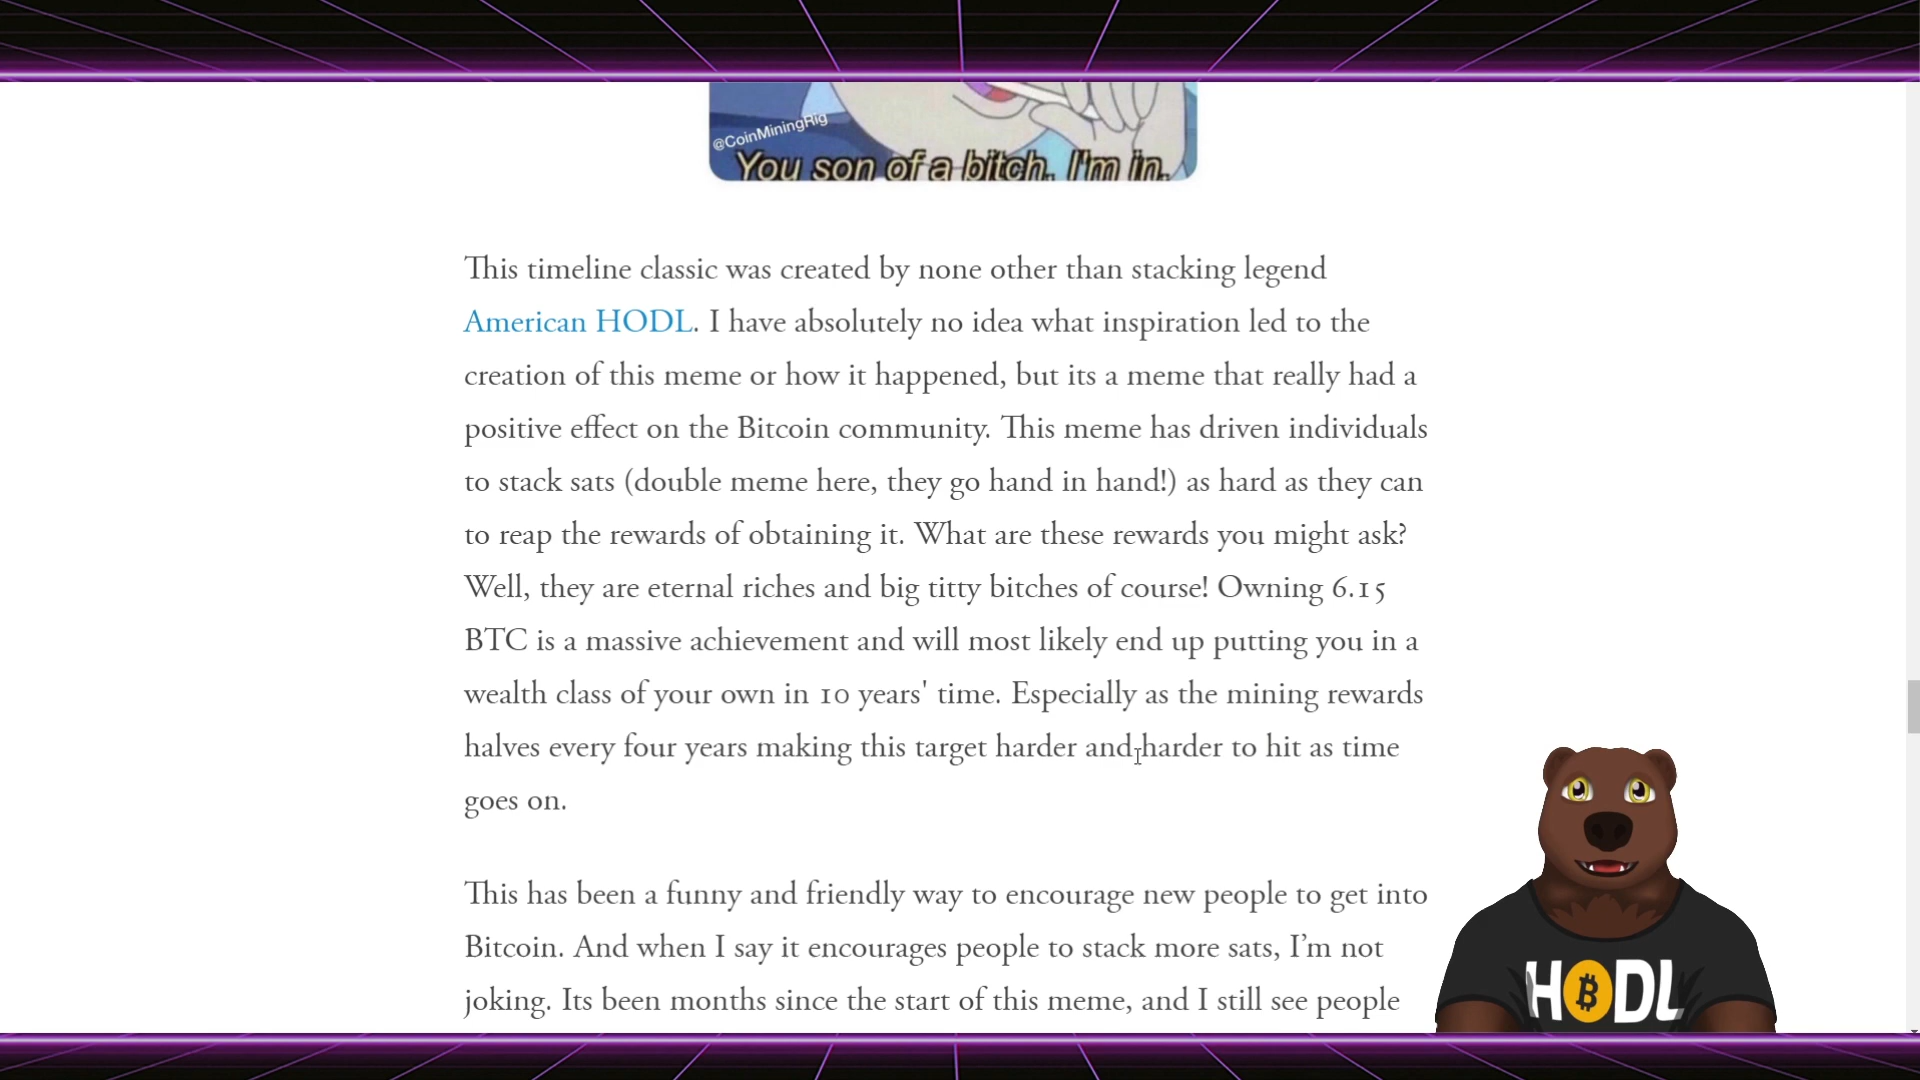 @CoinMiningRig
You son of a bitch. I'm in.
This timeline classic was created by none other than stacking legend
American HODL. I have absolutely no idea what inspiration led to the
creation of this meme or how it happened, but its a meme that really had a
positive effect on the Bitcoin community. This meme has driven individuals
to stack sats (double meme here, they go hand in hand!) as hard as they can
to reap the rewards of obtaining it. What are these rewards you might ask?
Well, they are eternal riches and big titty bitches of course! Owning 6.15
BTC is a massive achievement and will most likely end up putting you in a
wealth class of your own in 10 years' time. Especially as the mining rewards
halves every four years making this target harder and harder to hit as time
goes on.
This has been a funny and friendly way to encourage new people to get into
Bitcoin. And when I say it encourages people to stack more sats, I’m not
joking. Its been months since the start of this meme, and I still see people
H₿DL